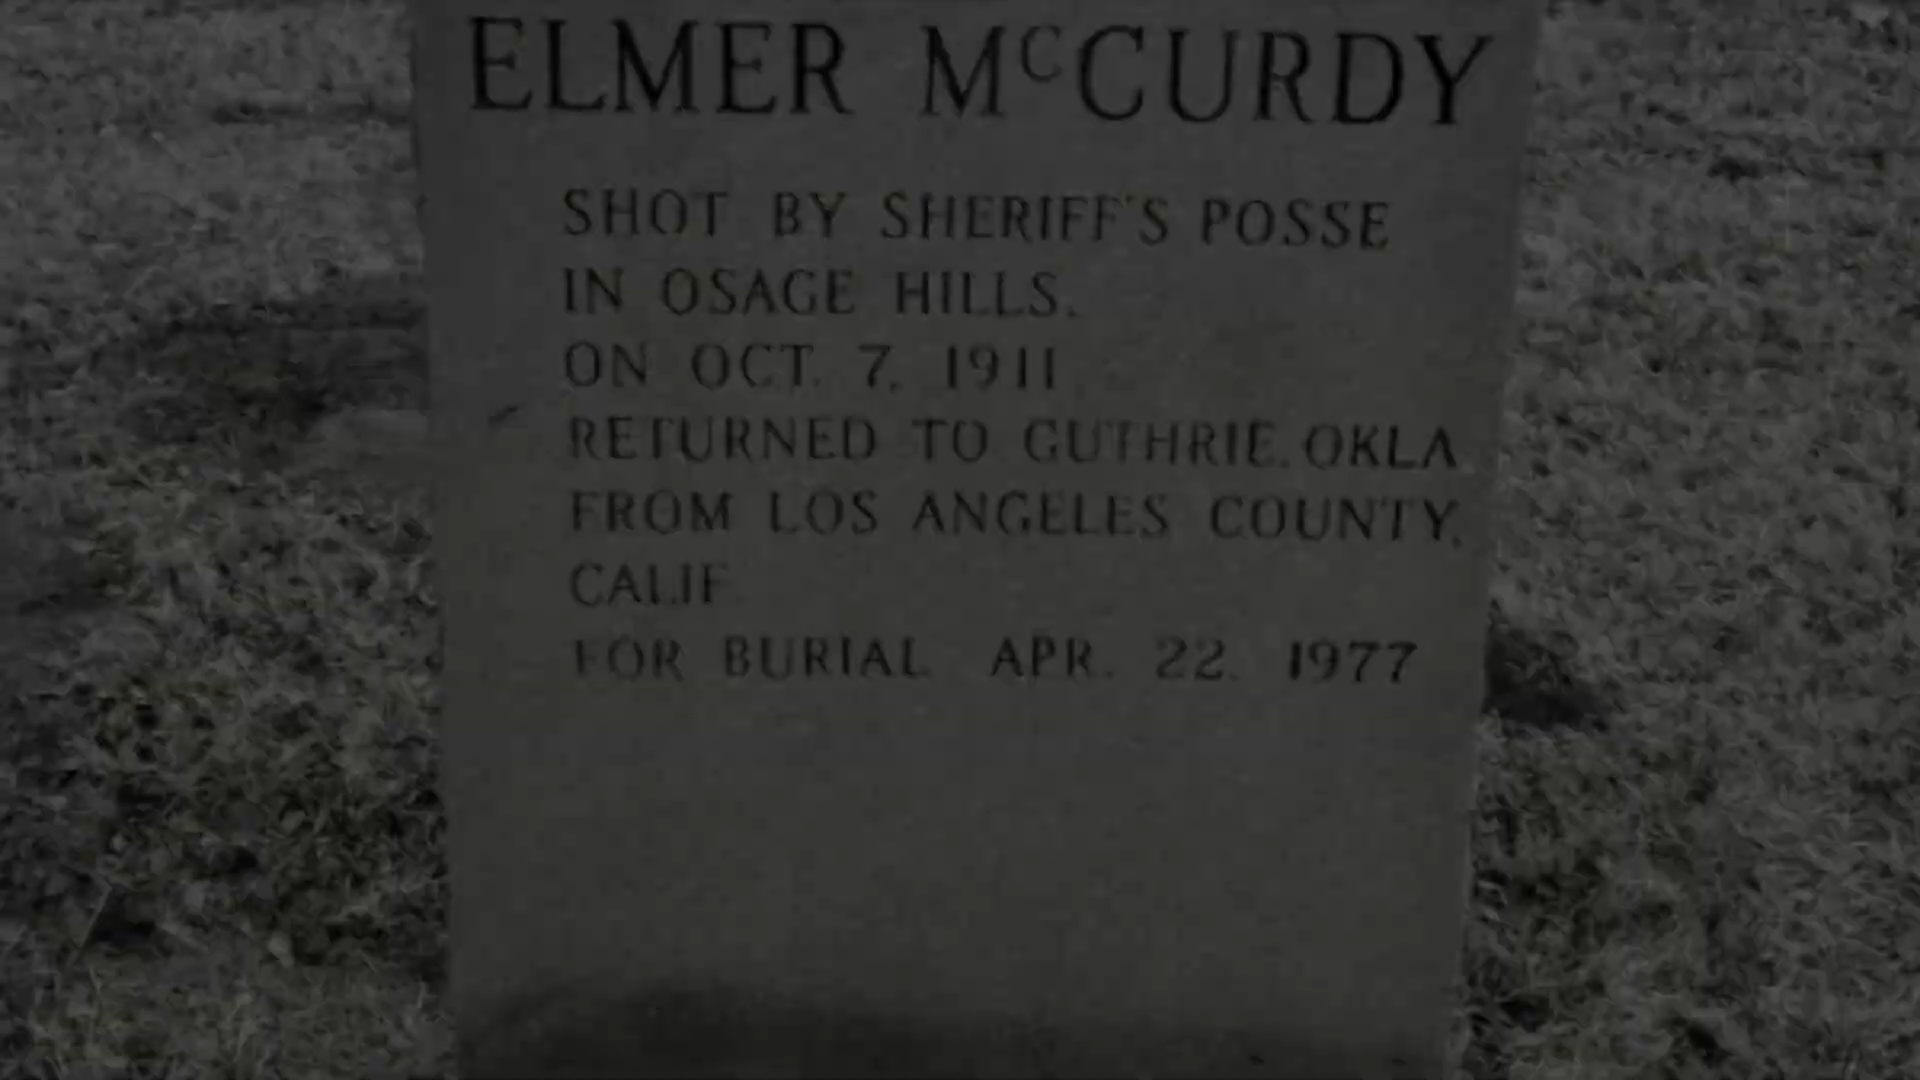 ELMER McCURDY
SHOT BY SHERIFF'S POSSE
IN OSAGE HILLS.
ON OCT. 7, 1911
RETURNED TO GUTHRIE, OKLA
FROM LOS ANGELES COUNTY,
CALIF
FOR BURIAL APR. 22, 1977